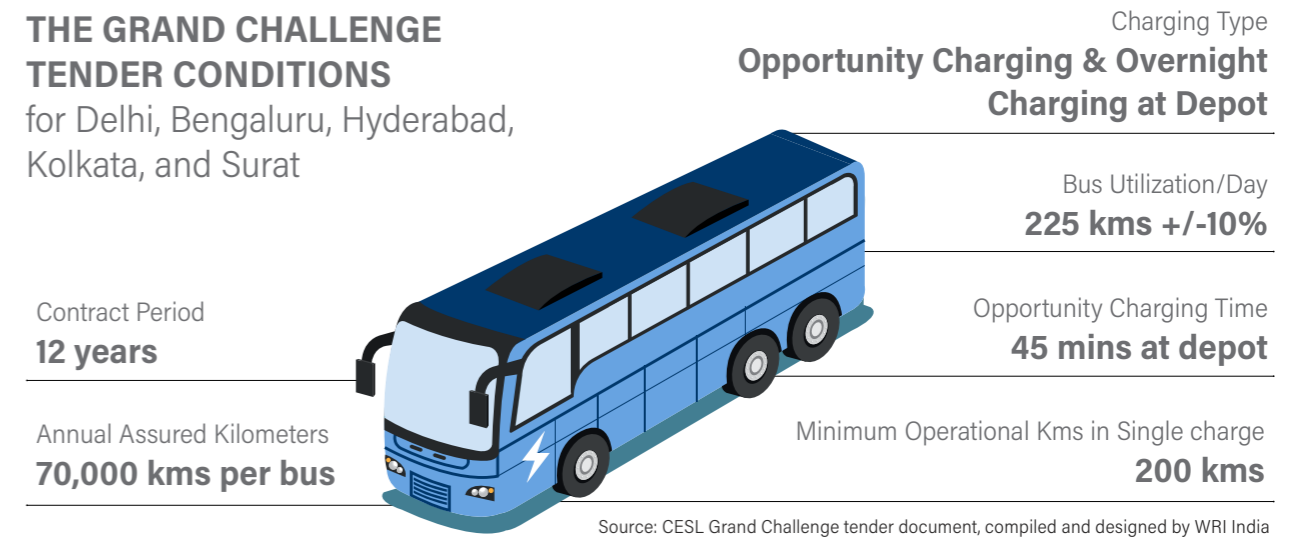 THE GRAND CHALLENGE
TENDER CONDITIONS
for Delhi, Bengaluru, Hyderabad,
Kolkata, and Surat
Contract Period
12 years
Annual Assured Kilometers
70,000 kms per bus
Charging Type
Opportunity Charging & Overnight
Charging at Depot
Bus Utilization/Day
225 kms +/-10%
Opportunity Charging Time
45 mins at depot
Minimum Operational Kms in Single charge
200 kms
Source: CESL Grand Challenge tender document, compiled and designed by WRI India